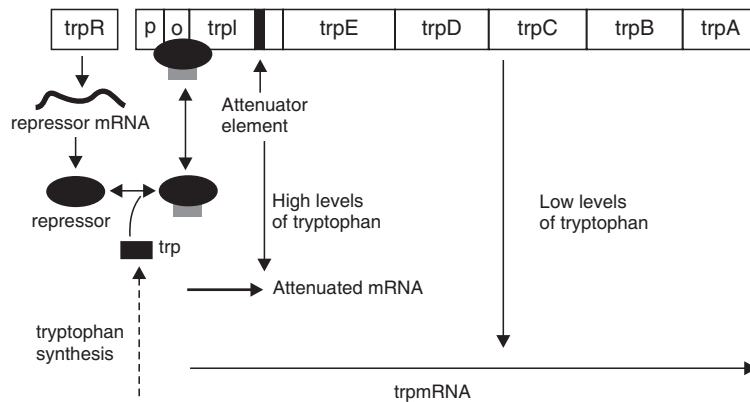 trpR
p
o
trpl
trpE
trpD
trpC
trpB
trpA
repressor mRNA
Attenuator
element
repressor
trp
High levels
of tryptophan
Low levels
of tryptophan
Attenuated mRNA
tryptophan
synthesis
trpmRNA